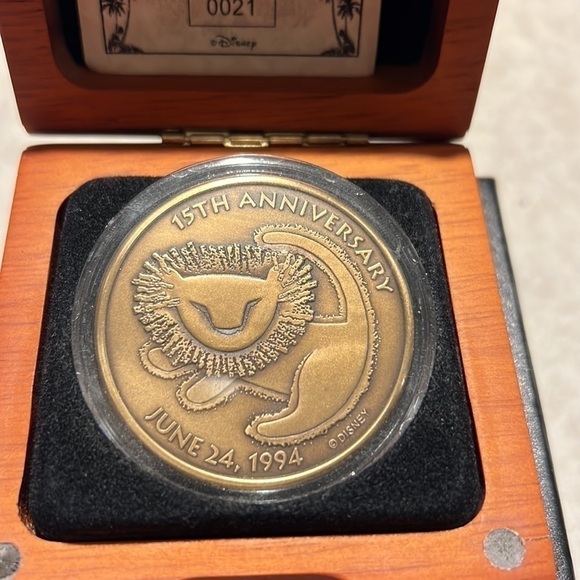 0021
©Disney
15TH ANNIVERSARY
JUNE 24, 1994
© DISNEY